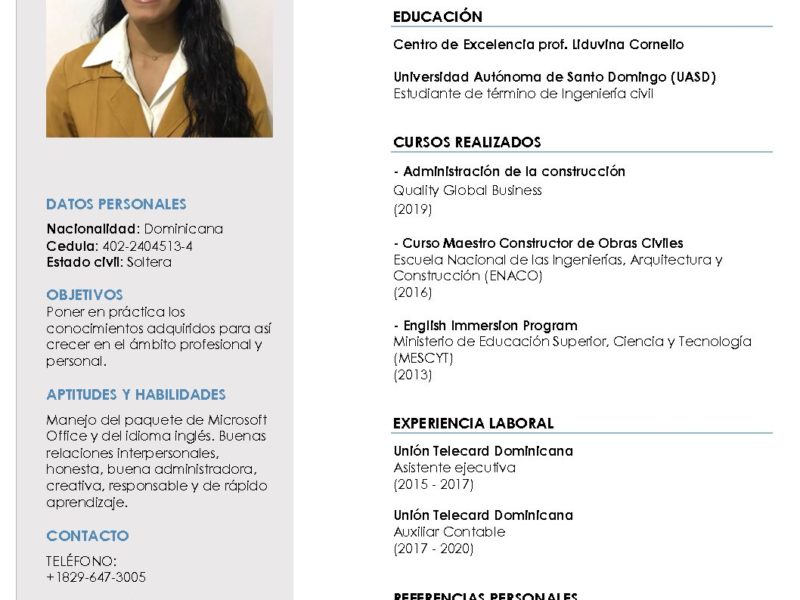 DATOS PERSONALES
Nacionalidad: Dominicana
Cedula: 402-2404513-4
Estado civil: Soltera
OBJETIVOS
Poner en práctica los
conocimientos adquiridos para así
crecer en el ámbito profesional y
personal.
APTITUDES Y HABILIDADES
Manejo del paquete de Microsoft
Office y del idioma inglés. Buenas
relaciones interpersonales,
honesta, buena administradora,
creativa, responsable y de rápido
aprendizaje.
CONTACTO
TELÉFONO:
+1829-647-3005
EDUCACIÓN
Centro de Excelencia prof. Liduvina Cornelio
Universidad Autónoma de Santo Domingo (UASD)
Estudiante de término de Ingeniería civil
CURSOS REALIZADOS
- Administración de la construcción
Quality Global Business
(2019)
- Curso Maestro Constructor de Obras Civiles
Escuela Nacional de las Ingenierías, Arquitectura y
Construcción (ENACO)
(2016)
- English Immersion Program
Ministerio de Educación Superior, Ciencia y Tecnología
(MESCYT)
(2013)
EXPERIENCIA LABORAL
Unión Telecard Dominicana
Asistente ejecutiva
(2015 - 2017)
Unión Telecard Dominicana
Auxiliar Contable
(2017 - 2020)
REFERENCIAS PERSONALES